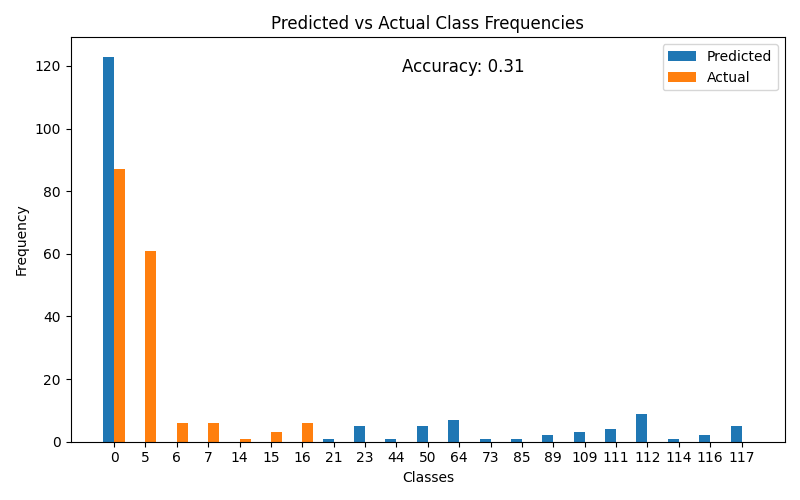 Predicted vs Actual Class Frequencies
Accuracy: 0.31
Predicted
Actual
Frequency
120
100
80
60
40
20
0
0 5 6 7 14 15 16 21 23 44 50 64 73 85 89 109 111 112 114 116 117
Classes